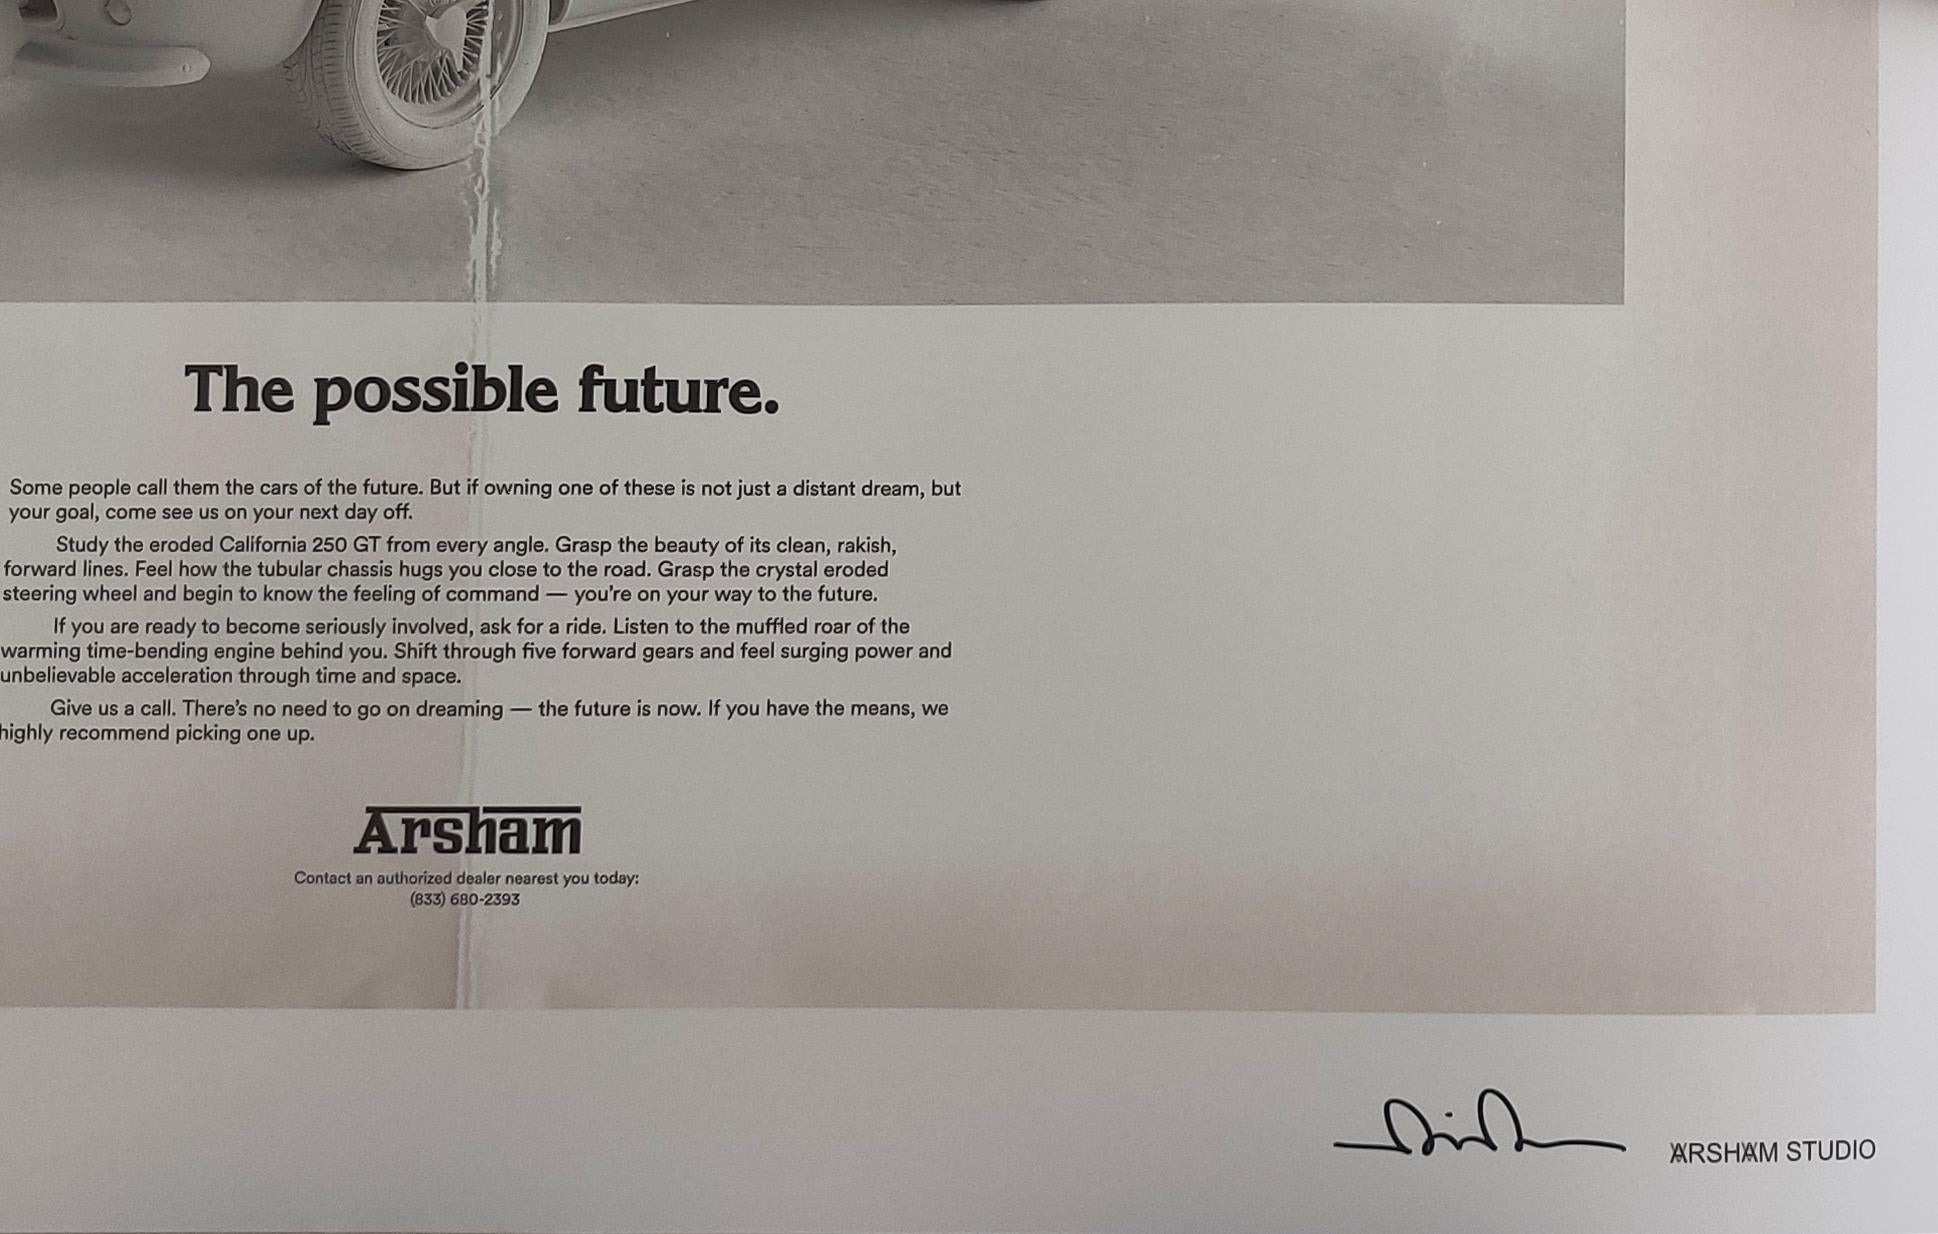 The possible future.
Some people call them the cars of the future. But if owning one of these is not just a distant dream, but
your goal, come see us on your next day off.
Study the eroded California 250 GT from every angle. Grasp the beauty of its clean, rakish,
forward lines. Feel how the tubular chassis hugs you close to the road. Grasp the crystal eroded
steering wheel and begin to know the feeling of command — you're on your way to the future.
If you are ready to become seriously involved, ask for a ride. Listen to the muffled roar of the
warming time-bending engine behind you. Shift through five forward gears and feel surging power and
unbelievable acceleration through time and space.
Give us a call. There's no need to go on dreaming — the future is now. If you have the means, we
highly recommend picking one up.
Arsham
Contact an authorized dealer nearest you today:
(833) 680-2393
ARSHAM STUDIO